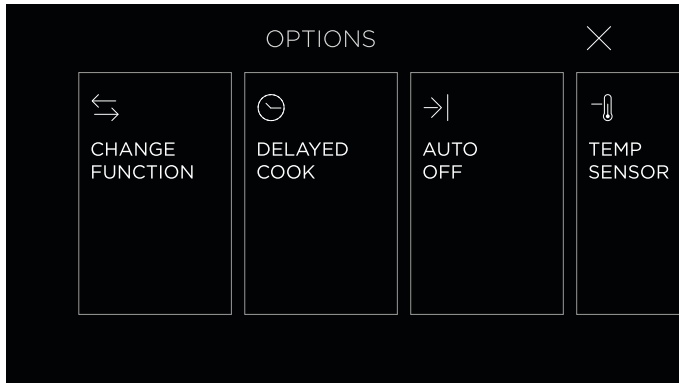 OPTIONS
CHANGE
FUNCTION
DELAYED
COOK
AUTO
OFF
TEMP
SENSOR